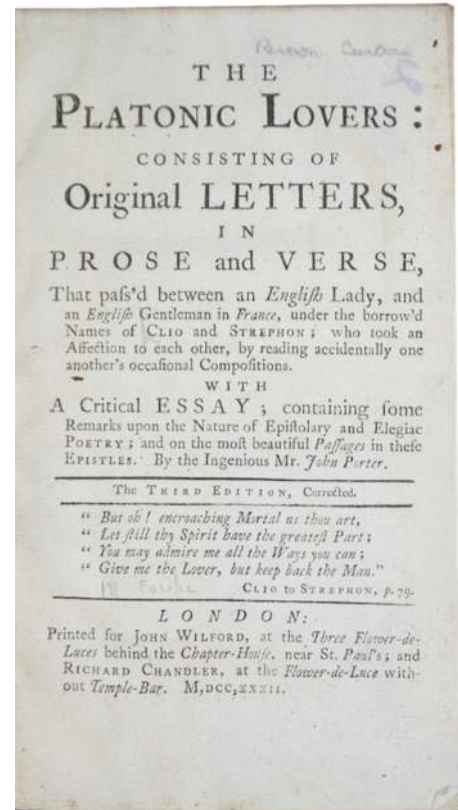 Brown
THE
PLATONIC LOVERS:
CONSISTING OF
Original LETTERS,
IN
PROSE and VERSE,
That paſs'd between an Engliſh Lady, and
an Engliſh Gentleman in France, under the borrow'd
Names of CLIO and STREPHON; who took an
Affection to each other, by reading accidentally one
another's occaſional Compoſitions.
WITH
A Critical ESSAY; containing ſome
Remarks upon the Nature of Epiſtolary and Elegiac
POETRY; and on the moſt beautiful Paſſages in theſe
EPISTLES. By the Ingenious Mr. John Porter.
The THIRD EDITION, Corrected.
“ But oh! encroaching Mortal as thou art,
“ Let ſtill thy Spirit have the greateſt Part;
“ You may admire me all the Ways you can;
“ Give me the Lover, but keep back the Man.”
CLIO to STREPHON, p. 79.
LONDON:
Printed for JOHN WILFORD, at the Three Flower-de-
Luces behind the Chapter-Houſe, near St. Paul's; and
RICHARD CHANDLER, at the Flower-de-Luce with-
out Temple-Bar. M,DCC,XXXII.